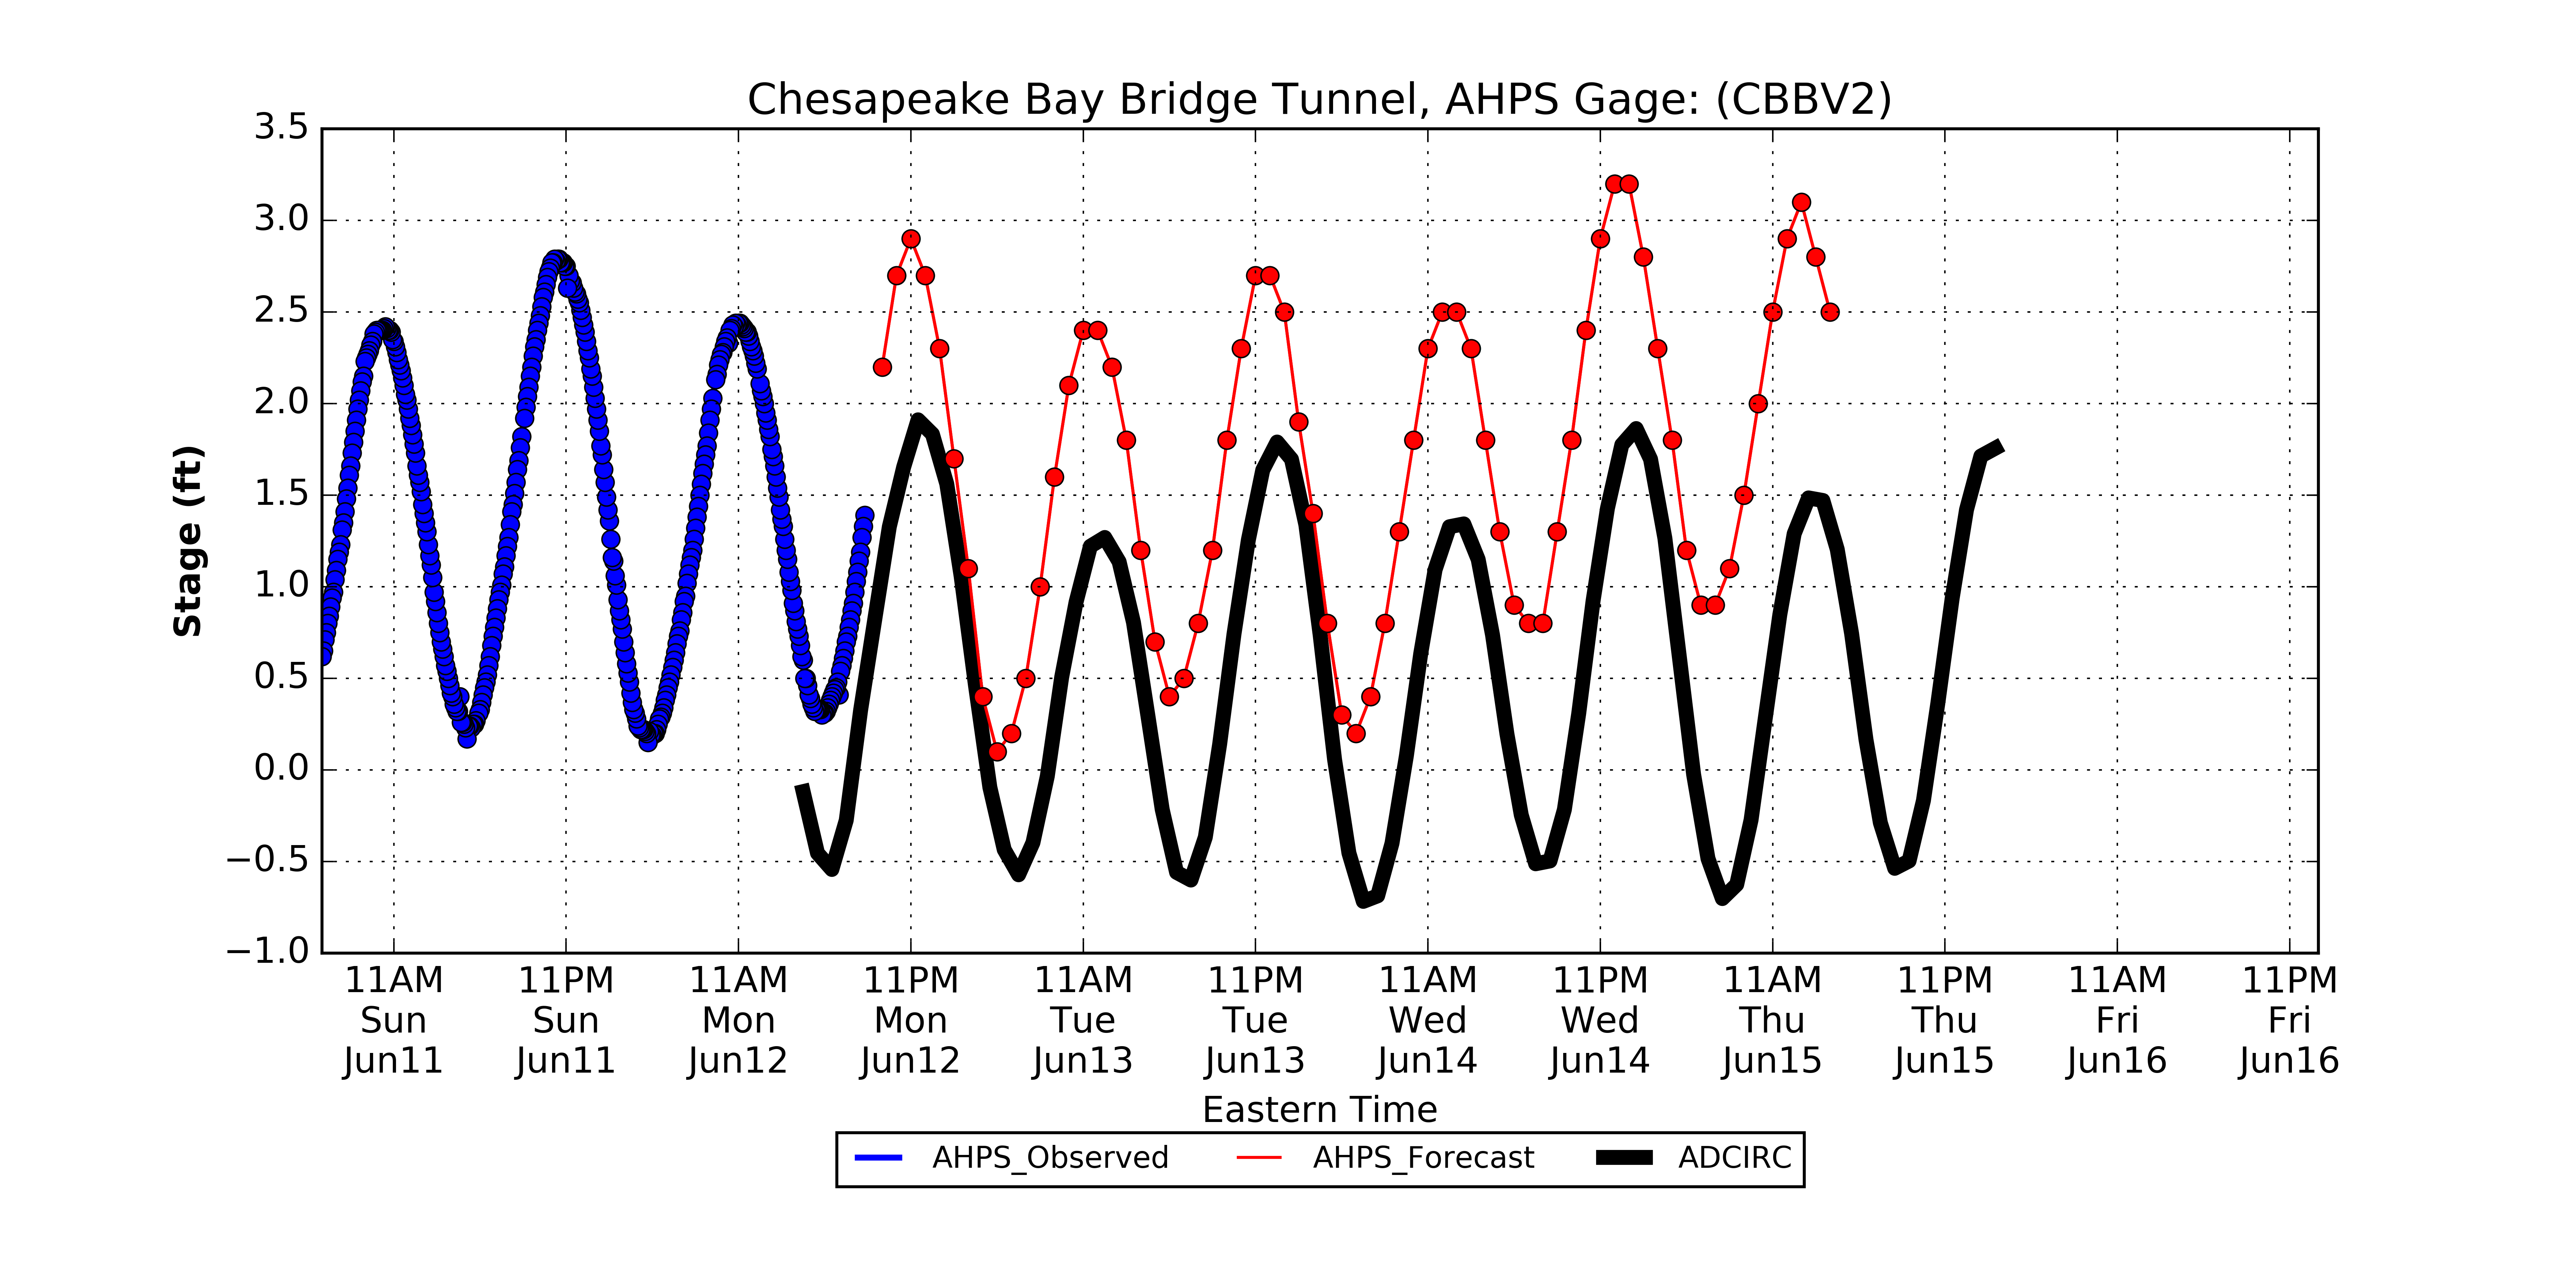 Chesapeake Bay Bridge Tunnel, AHPS Gage: (CBBV2)
3.5
3.0
2.5
2.0
1.5
1.0
0.5
0.0
−0.5
−1.0
Stage (ft)
11AM 11PM 11AM 11PM 11AM 11PM 11AM 11PM 11AM 11PM 11AM 11PM
Sun Sun Mon Mon Tue Tue Wed Wed Thu Thu Fri Fri
Jun11 Jun11 Jun12 Jun12 Jun13 Jun13 Jun14 Jun14 Jun15 Jun15 Jun16 Jun16
Eastern Time
AHPS_Observed AHPS_Forecast ADCIRC